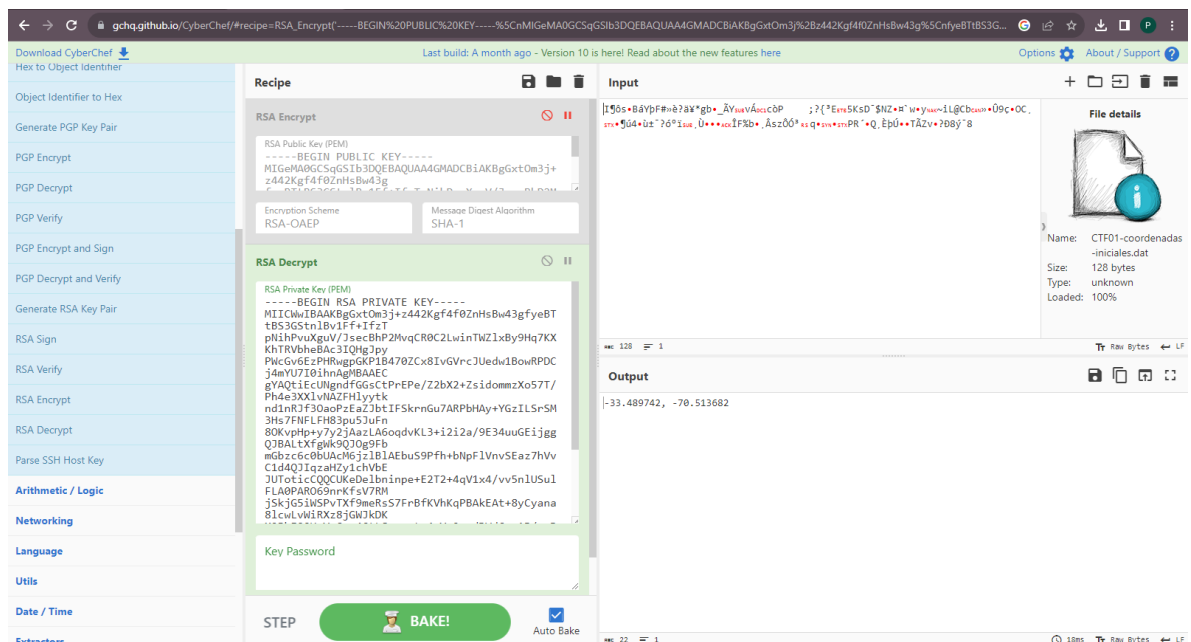 gchq.github.io/CyberChef/#recipe=RSA_Encrypt('-----BEGIN%20PUBLIC%20KEY-----%5CnMIGeMA0GCSqGSIb3DQEBAQUAA4GMADCBiAKBgGxtOm3j%2Bz442Kgf4f0ZnHsBw43g%5CnfyeBTtBS3G...
Download CyberChef
Last build: A month ago - Version 10 is here! Read about the new features here
Options
About / Support
Hex to Object Identifier
Object Identifier to Hex
Generate PGP Key Pair
PGP Encrypt
PGP Decrypt
PGP Verify
PGP Encrypt and Sign
PGP Decrypt and Verify
Generate RSA Key Pair
RSA Sign
RSA Verify
RSA Encrypt
RSA Decrypt
Parse SSH Host Key
Arithmetic / Logic
Networking
Language
Utils
Date / Time
Recipe
RSA Encrypt
RSA Public Key (PEM)
-----BEGIN PUBLIC KEY-----
MIGeMA0GCSqGSIb3DQEBAQUAA4GMADCBiAKBgGxtOm3j+
z442Kgf4f0ZnHsBw43g
Encryption Scheme
RSA-OAEP
Message Digest Algorithm
SHA-1
RSA Decrypt
RSA Private Key (PEM)
-----BEGIN RSA PRIVATE KEY-----
MIICWwIBAAKBgGxtOm3j+z442Kgf4f0ZnHsBw43gfyeBT
tBS3GStnlBv1Ff+IfzT
pNihPvuXguV/JsecBhP2MvqCR0C2LwinTWZlxBy9Hq7KX
KhTRVbheBAc3IQHgJpy
PWcGv6EzPHRwgpGKP1B470ZCx8IvGVrcJUedw1BowRPDC
j4mYU7I0ihnAgMBAAEC
gYAQtiEcUNgndfGGsCtPrEPe/Z2bX2+ZsidommzXo57T/
Ph4e3XXlvNAZFHlyytk
nd1nRJf3OaoPzEaZJbtIFSkrnGu7ARPbHAy+YGzILSrSM
3Hs7FNFLFH83pu5JuFn
8OKvpHp+y7y2jAazLA6oqdvKL3+i2i2a/9E34uuGEijgg
QJBALtXfgWk9QJOg9Fb
mGbzc6c0bUAcM6jzlBlAEbuS9Pfh+bNpFlVnvSEaz7hVv
C1d4QJIqzaHZy1chVbE
JUToticCQQCUKeDelbninpe+E2T2+4qV1x4/vv5nlUSul
FLA0PARO69nrKfsV7RM
jSkjG5iWSPvTXf9meRsS7FrBfKVhKqPBAkEAt+8yCyana
8lcwLvWiRXz8jGWJkDK
Key Password
STEP
BAKE!
Auto Bake
Input
128
1
Raw Bytes
LF
File details
Name: CTF01-coordenadas
-iniciales.dat
Size: 128 bytes
Type: unknown
Loaded: 100%
Output
-33.489742, -70.513682
22
1
18ms
Raw Bytes
LF